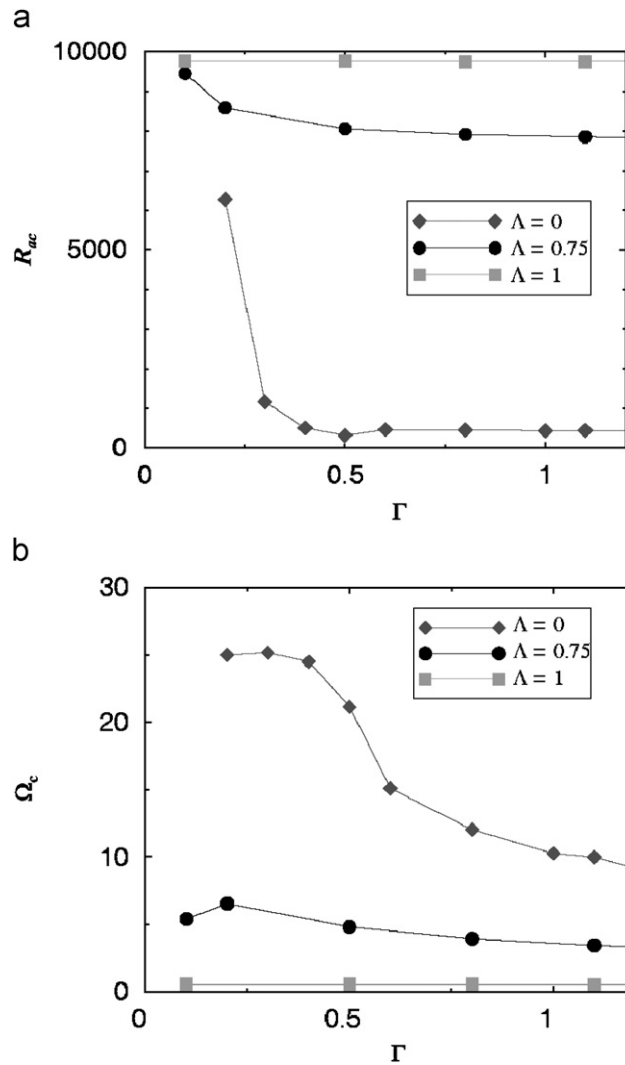 a
10000
5000
0
R_ac
Λ = 0
Λ = 0.75
Λ = 1
0 0.5 1
Γ
b
30
20
10
0
Ω_c
Λ = 0
Λ = 0.75
Λ = 1
0 0.5 1
Γ